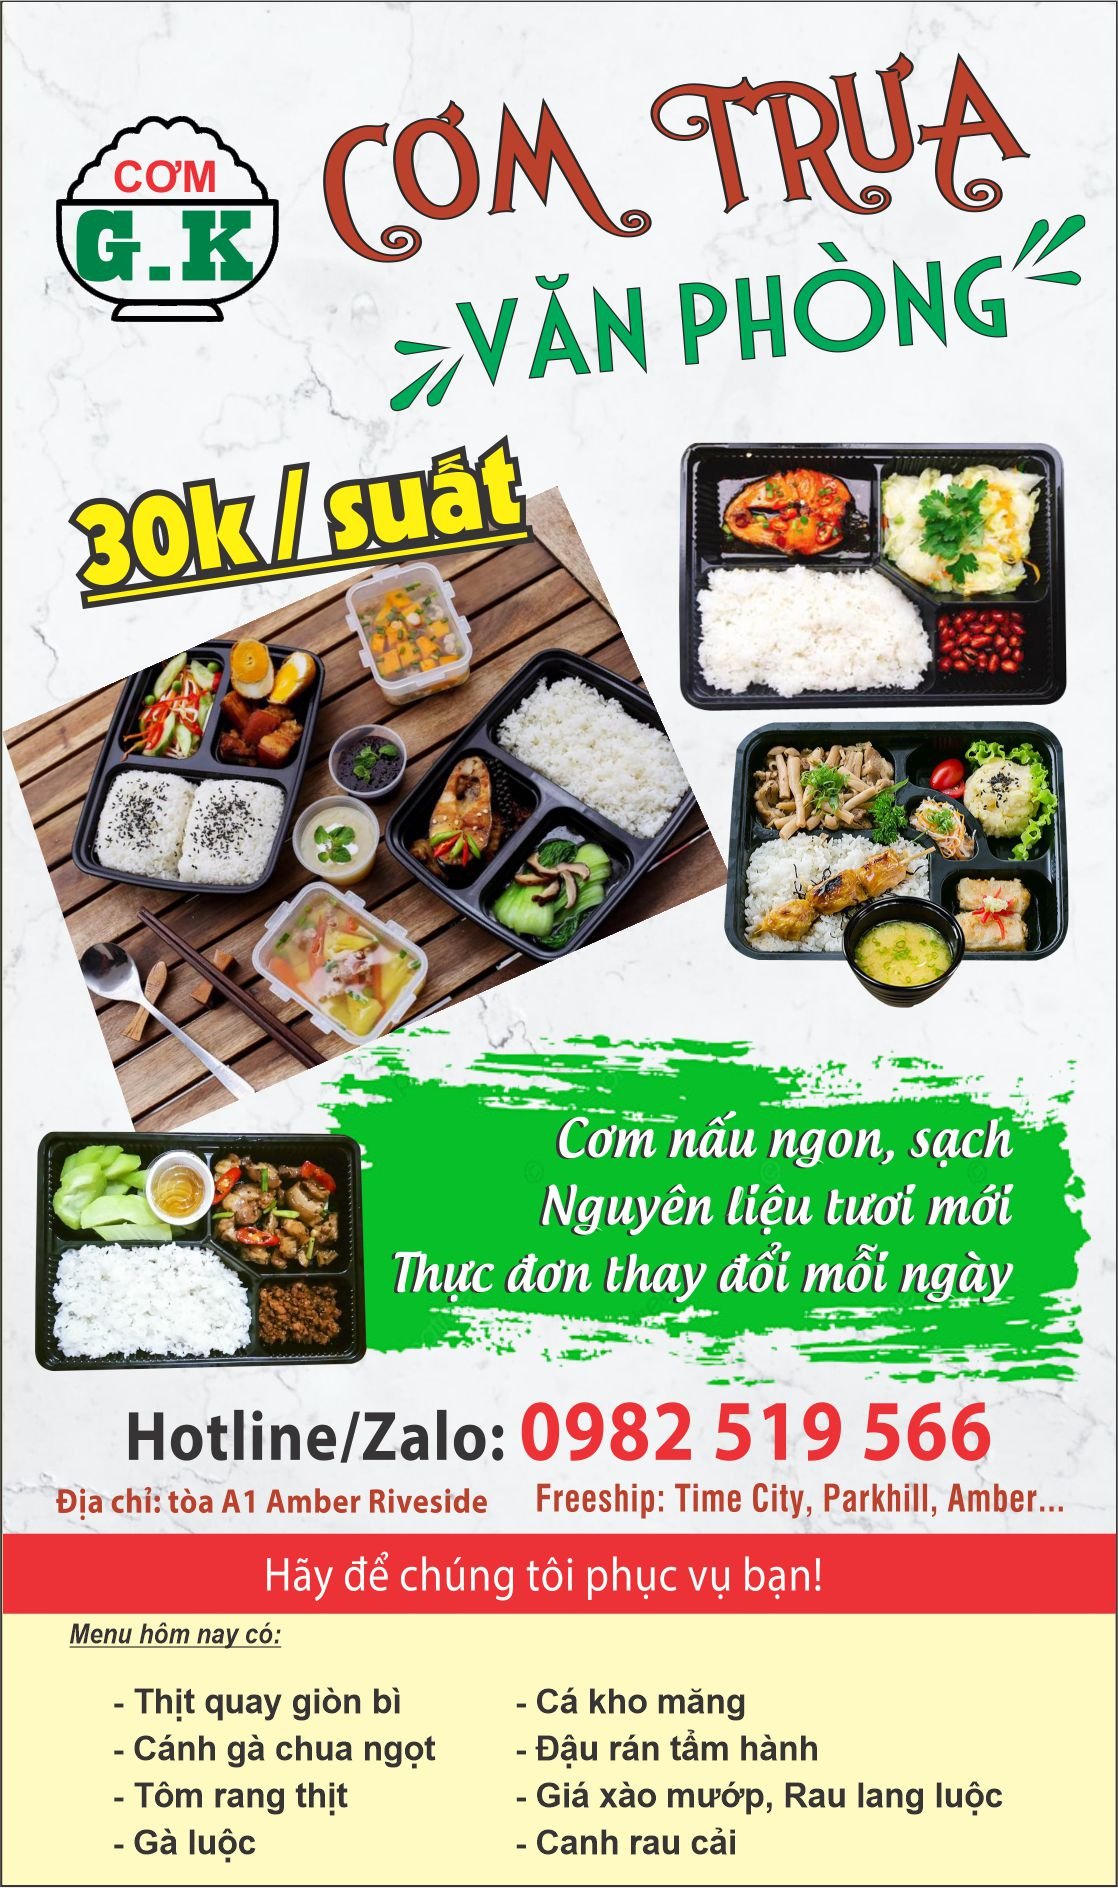 CƠM
G.K
CƠM TRƯA
VĂN PHÒNG
30k / suất
Cơm nấu ngon, sạch
Nguyên liệu tươi mới
Thực đơn thay đổi mỗi ngày
Hotline/Zalo: 0982 519 566
Địa chỉ: tòa A1 Amber Riveside
Freeship: Time City, Parkhill, Amber...
Hãy để chúng tôi phục vụ bạn!
Menu hôm nay có:
- Thịt quay giòn bì
- Cánh gà chua ngọt
- Tôm rang thịt
- Gà luộc
- Cá kho măng
- Đậu rán tẩm hành
- Giá xào mướp, Rau lang luộc
- Canh rau cải